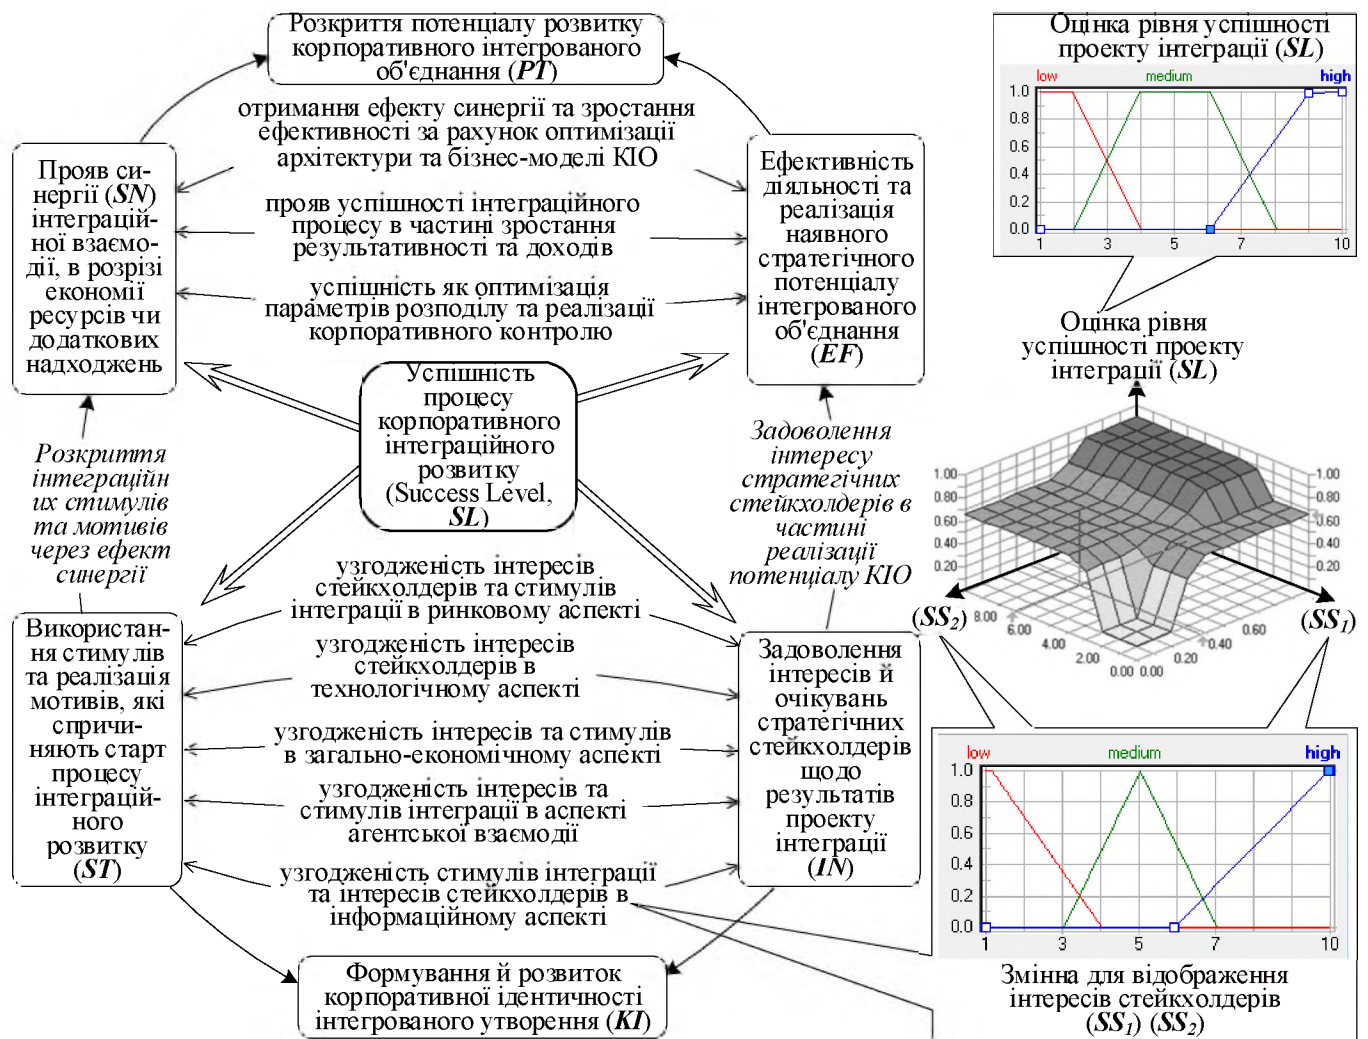 Розкриття потенціалу розвитку
корпоративного інтегрованого
об'єднання (PT)
отримання ефекту синергії та зростання
ефективності за рахунок оптимізації
архітектури та бізнес-моделі КІО
Прояв си-
нергії (SN)
інтеграцій-
ної взаємо-
дії, в розрізі
економії
ресурсів чи
додаткових
надходжень
прояв успішності інтеграційного
процесу в частині зростання
результативності та доходів
успішність як оптимізація
параметрів розподілу та реалізації
корпоративного контролю
Ефективність
діяльності та
реалізація
наявного
стратегічного
потенціалу
інтегрованого
об'єднання
(EF)
Успішність
процесу
корпоративного
інтеграційного
розвитку
(Success Level,
SL)
Розкриття
інтеграційн
их стимулів
та мотивів
через ефект
синергії
Задоволення
інтересу
стратегічних
стейкхолдерів в
частині
реалізації
потенціалу КІО
узгодженість інтересів
стейкхолдерів та стимулів
інтеграції в ринковому аспекті
узгодженість інтересів
стейкхолдерів в
технологічному аспекті
узгодженість інтересів та стимулів
в загально-економічному аспекті
узгодженість інтересів та
стимулів інтеграції в аспекті
агентської взаємодії
узгодженість стимулів інтеграції
та інтересів стейкхолдерів в
інформаційному аспекті
Використан-
ня стимулів
та реалізація
мотивів, які
спричи-
няють старт
процесу
інтеграцій-
ного
розвитку
(ST)
Задоволення
інтересів й
очікувань
стратегічних
стейкхолдерів
щодо
результатів
проекту
інтеграції
(IN)
Формування й розвиток
корпоративної ідентичності
інтегрованого утворення (KI)
Оцінка рівня успішності
проекту інтеграції (SL)
low medium high
1.0
0.8
0.6
0.4
0.2
0.0
1 3 5 7 10
Оцінка рівня
успішності проекту
інтеграції (SL)
1.00 1.00
0.80 0.80
0.60 0.60
0.40 0.40
0.20 0.20
(SS2) (SS1)
8.00 6.00 4.00 2.00 0.00 0.00 0.20 0.40 0.60
low medium high
1.0
0.8
0.6
0.4
0.2
0.0
1 3 5 7 10
Змінна для відображення
інтересів стейкхолдерів
(SS1) (SS2)